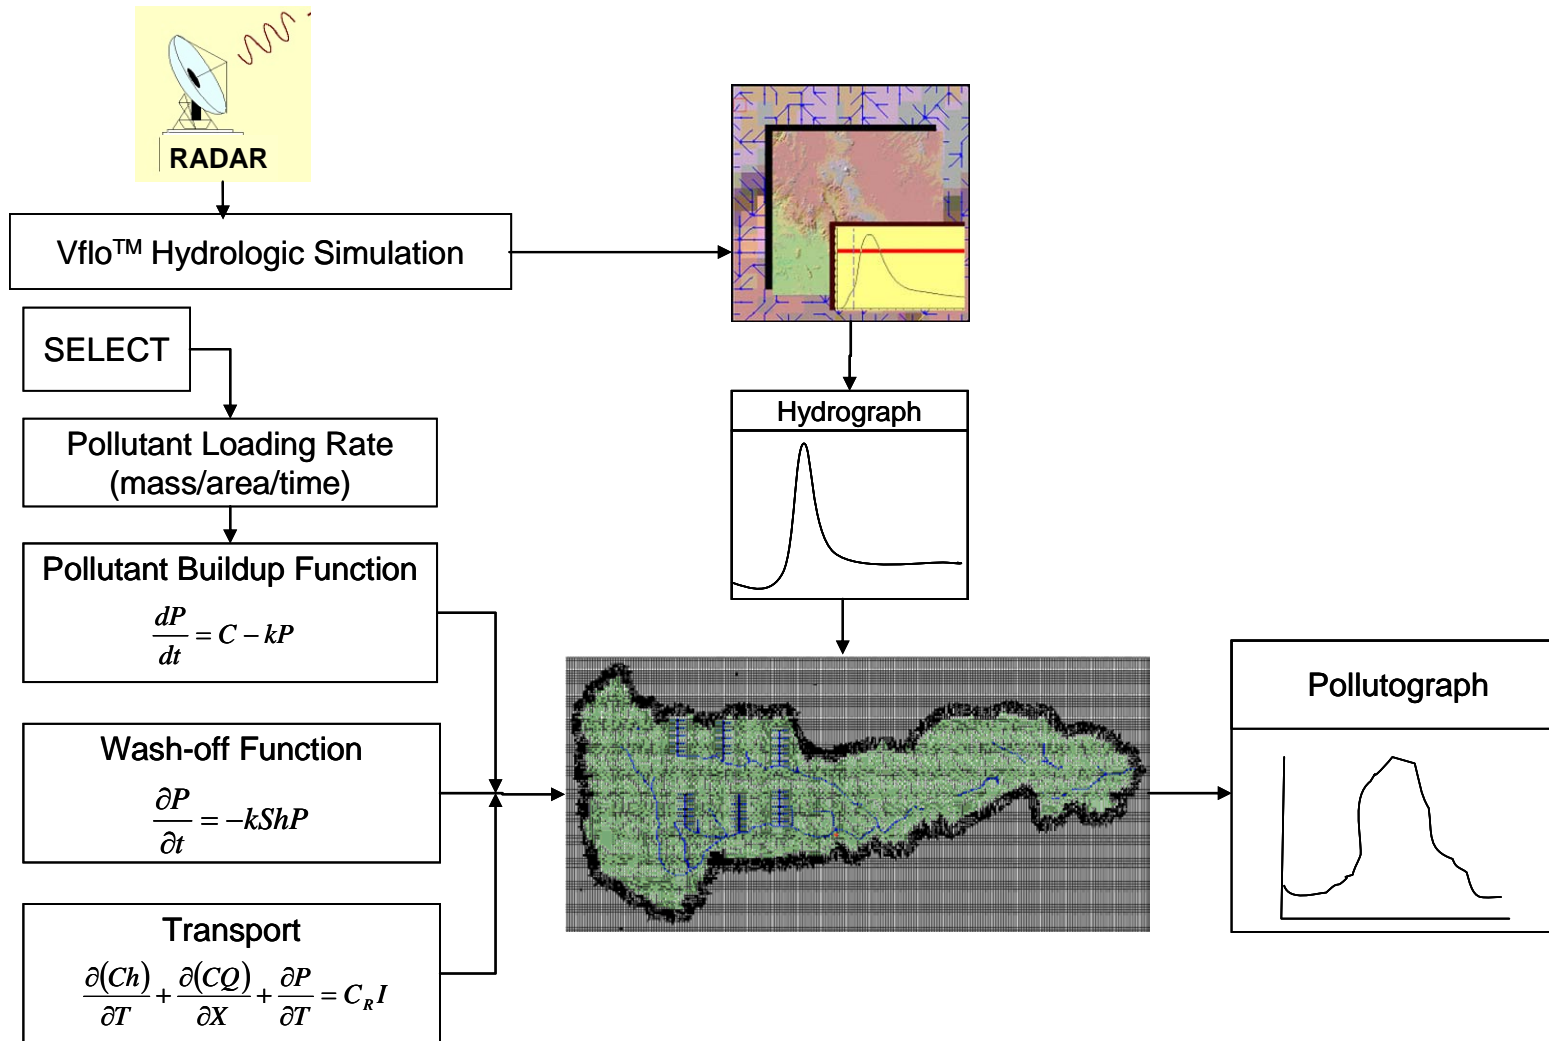 RADAR
Vflo™ Hydrologic Simulation
SELECT
Pollutant Loading Rate
(mass/area/time)
Pollutant Buildup Function
dP/dt = C − kP
Wash-off Function
∂P/∂t = −kShP
Transport
∂(Ch)/∂T + ∂(CQ)/∂X + ∂P/∂T = C_R I
Hydrograph
Pollutograph